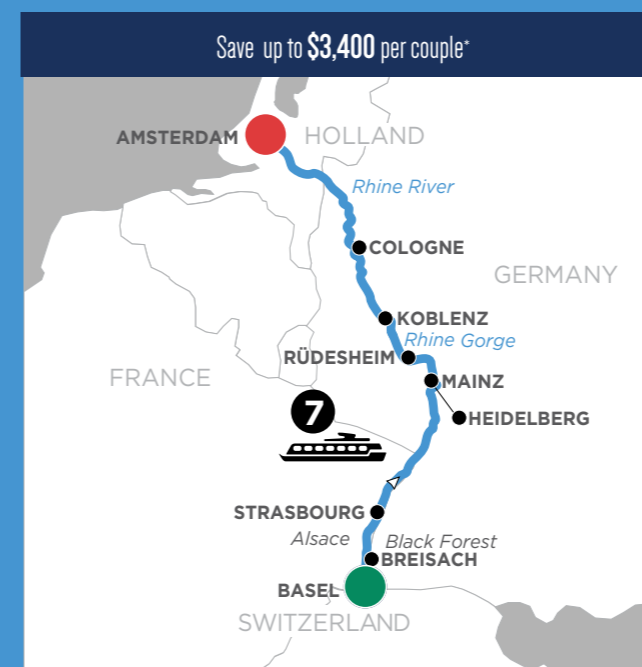 Save up to $3,400 per couple*
AMSTERDAM
HOLLAND
Rhine River
COLOGNE
GERMANY
KOBLENZ
Rhine Gorge
RÜDESHEIM
FRANCE
MAINZ
7
HEIDELBERG
STRASBOURG
Alsace
Black Forest
BREISACH
BASEL
SWITZERLAND